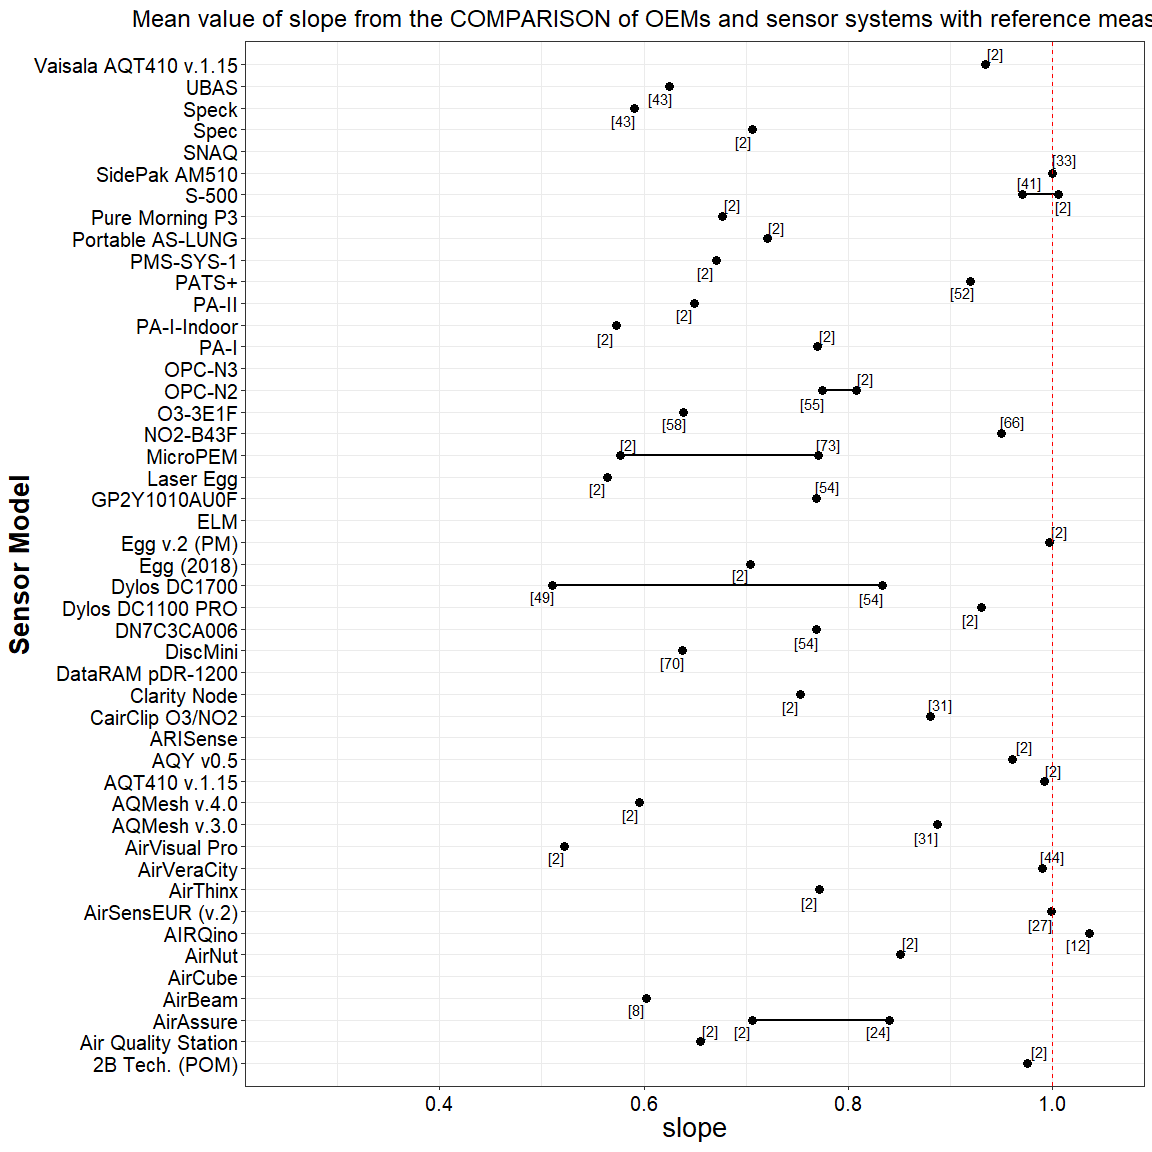 Mean value of slope from the COMPARISON of OEMs and sensor systems with reference meas
Vaisala AQT410 v.1.15 [2]
UBAS [43]
Speck [43]
Spec [2]
SNAQ
SidePak AM510 [33]
S-500 [41] [2]
Pure Morning P3 [2]
Portable AS-LUNG [2]
PMS-SYS-1 [2]
PATS+ [52]
PA-II [2]
PA-I-Indoor [2]
PA-I [2]
OPC-N3
OPC-N2 [55] [2]
O3-3E1F [58]
NO2-B43F [66]
MicroPEM [2] [73]
Laser Egg [2]
GP2Y1010AU0F [54]
ELM
Egg v.2 (PM) [2]
Egg (2018) [2]
Dylos DC1700 [49] [54]
Dylos DC1100 PRO [2]
DN7C3CA006 [54]
DiscMini [70]
DataRAM pDR-1200
Clarity Node [2]
CairClip O3/NO2 [31]
ARISense
AQY v0.5 [2]
AQT410 v.1.15 [2]
AQMesh v.4.0 [2]
AQMesh v.3.0 [31]
AirVisual Pro [2]
AirVeraCity [44]
AirThinx [2]
AirSensEUR (v.2) [27]
AIRQino [12]
AirNut [2]
AirCube
AirBeam [8]
AirAssure [2] [24]
Air Quality Station [2]
2B Tech. (POM) [2]
Sensor Model
0.4 0.6 0.8 1.0
slope